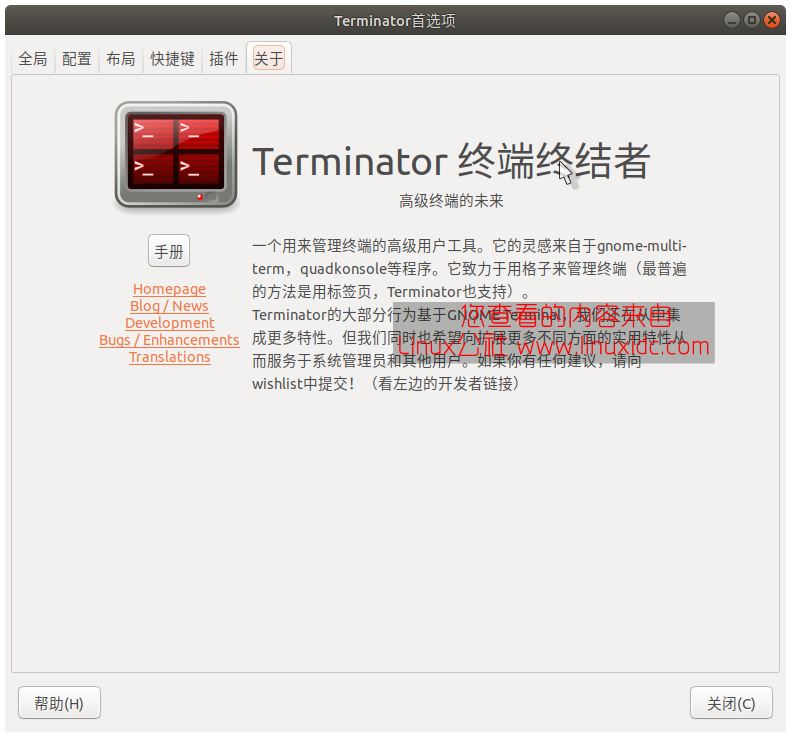 Terminator首选项
全局 配置 布局 快捷键 插件 关于
>_ >_
>_ >_
Terminator 终端终结者
高级终端的未来
手册
Homepage
Blog / News
Development
Bugs / Enhancements
Translations
一个用来管理终端的高级用户工具。它的灵感来自于gnome-multi-
term，quadkonsole等程序。它致力于用格子来管理终端（最普遍
的方法是用标签页，Terminator也支持）。
Terminator的大部分行为基于GNOME Terminal，我们还在从中集
成更多特性。但我们同时也希望向扩展更多不同方面的实用特性从
而服务于系统管理员和其他用户。如果你有任何建议，请向
wishlist中提交！（看左边的开发者链接）
您查看的内容来自
Linux公社 www.linuxidc.com
帮助(H) 关闭(C)